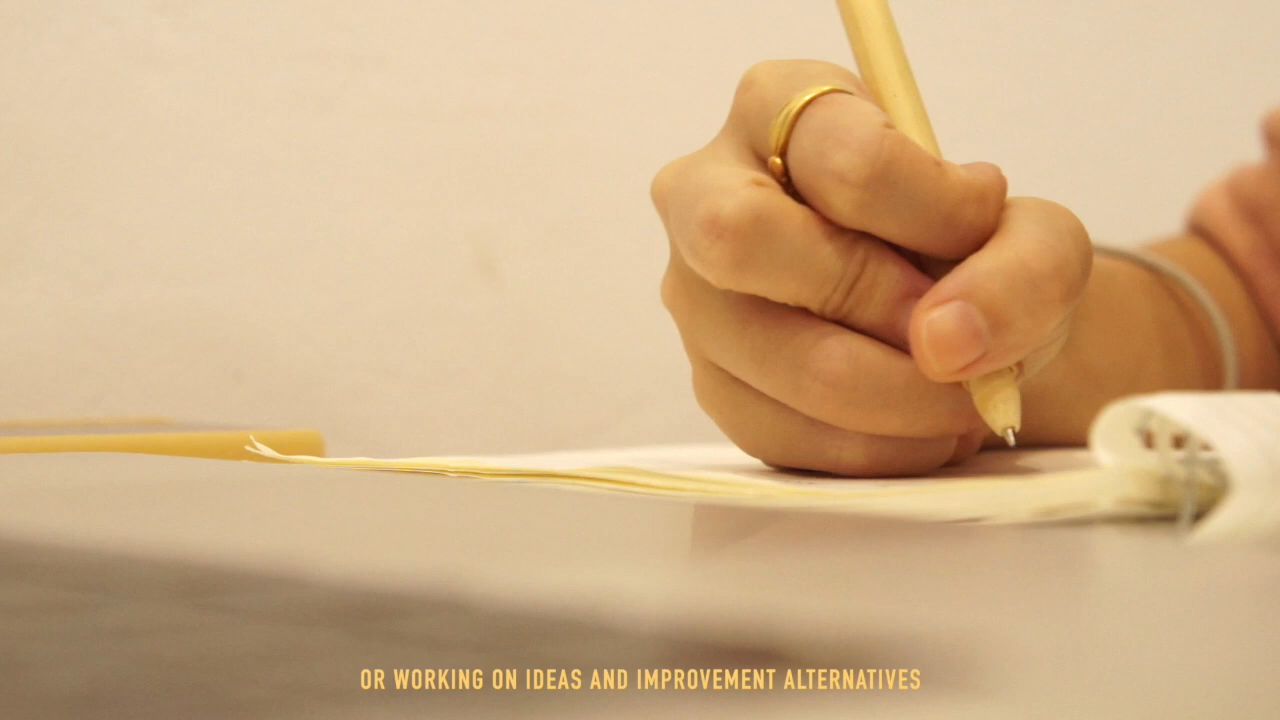 OR WORKING ON IDEAS AND IMPROVEMENT ALTERNATIVES